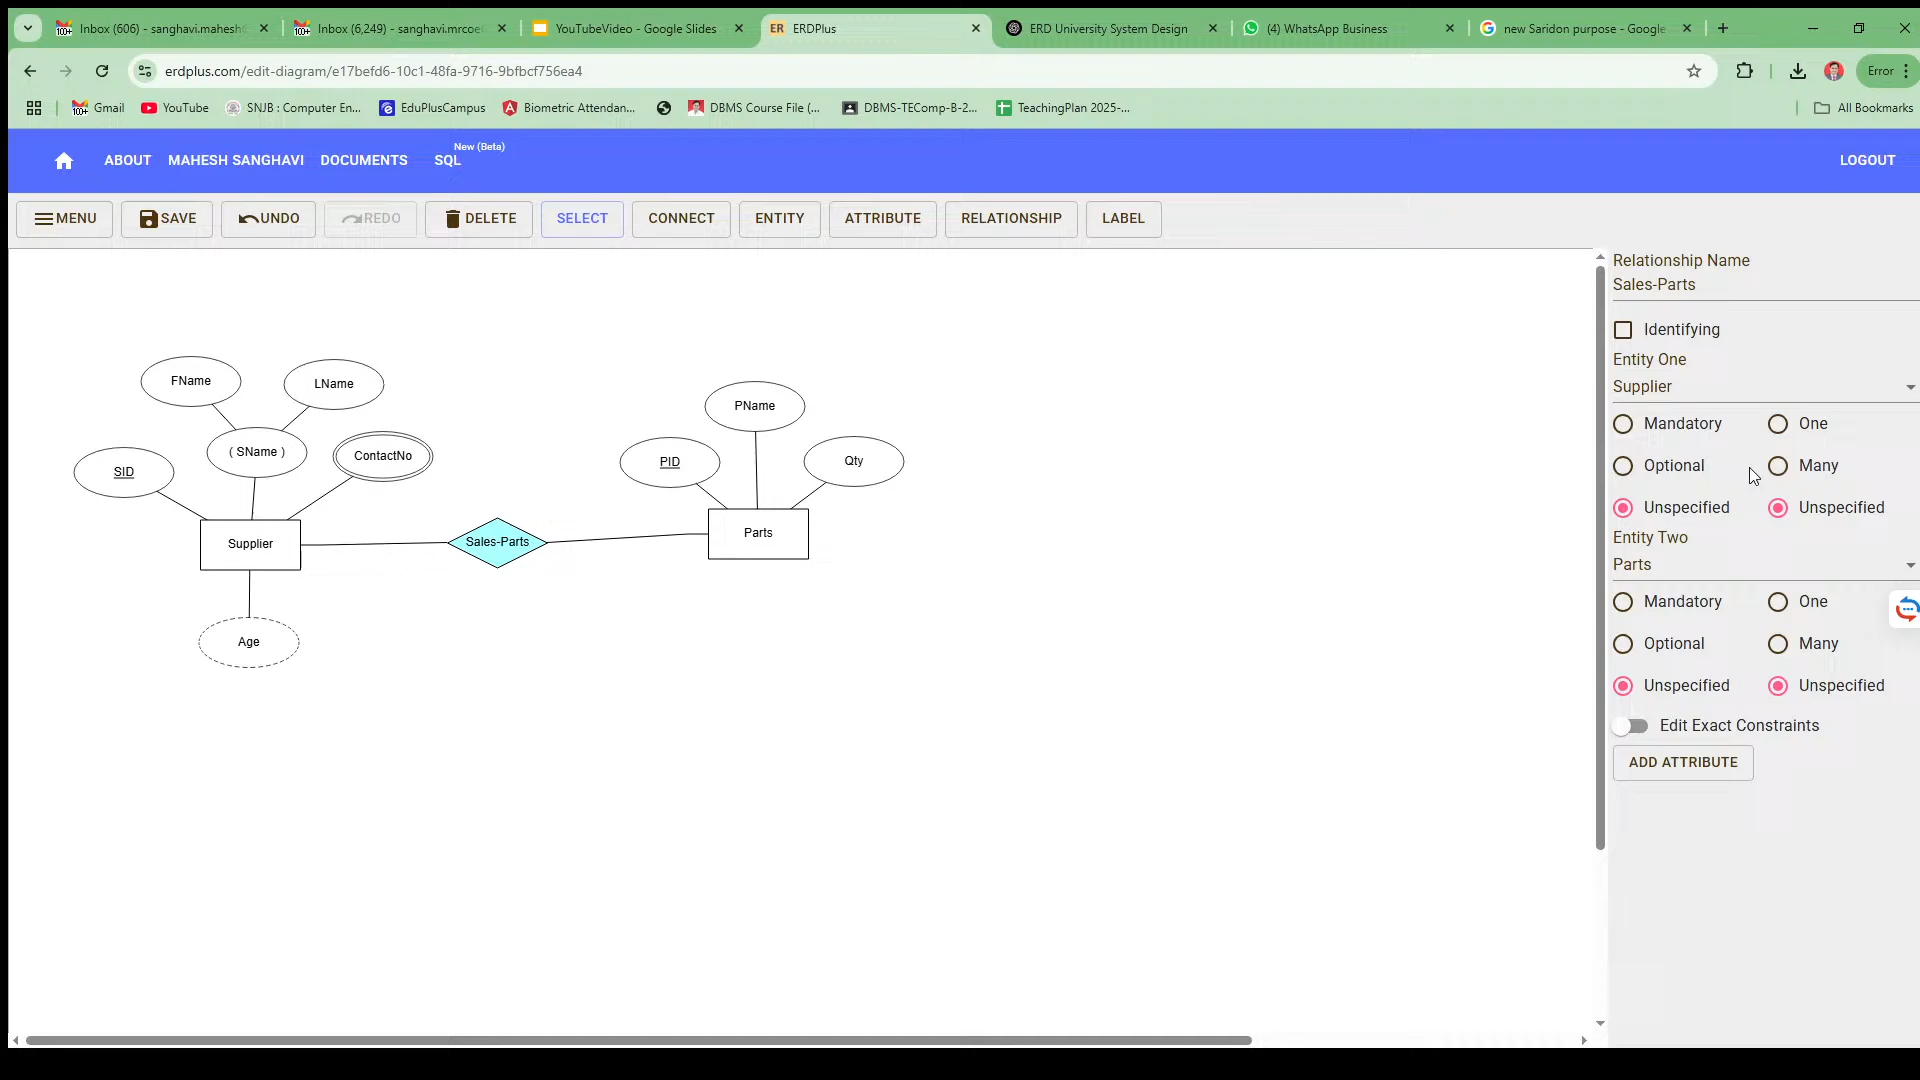 Inbox (606) - sanghavi.mahesh
Inbox (6,249) - sanghavi.mrcoe
YouTubeVideo - Google Slides
ER ERDPlus
ERD University System Design
(4) WhatsApp Business
new Saridon purpose - Google
erdplus.com/edit-diagram/e17befd6-10c1-48fa-9716-9bfbcf756ea4
Error
Gmail
YouTube
SNJB : Computer En...
EduPlusCampus
Biometric Attendan...
DBMS Course File (...
DBMS-TEComp-B-2...
TeachingPlan 2025-...
All Bookmarks
New (Beta)
ABOUT MAHESH SANGHAVI DOCUMENTS SQL LOGOUT
MENU SAVE UNDO REDO DELETE SELECT CONNECT ENTITY ATTRIBUTE RELATIONSHIP LABEL
FName
LName
( SName )
ContactNo
SID
Supplier
Age
Sales-Parts
PName
PID
Qty
Parts
Relationship Name
Sales-Parts
Identifying
Entity One
Supplier
Mandatory One
Optional Many
Unspecified Unspecified
Entity Two
Parts
Mandatory One
Optional Many
Unspecified Unspecified
Edit Exact Constraints
ADD ATTRIBUTE